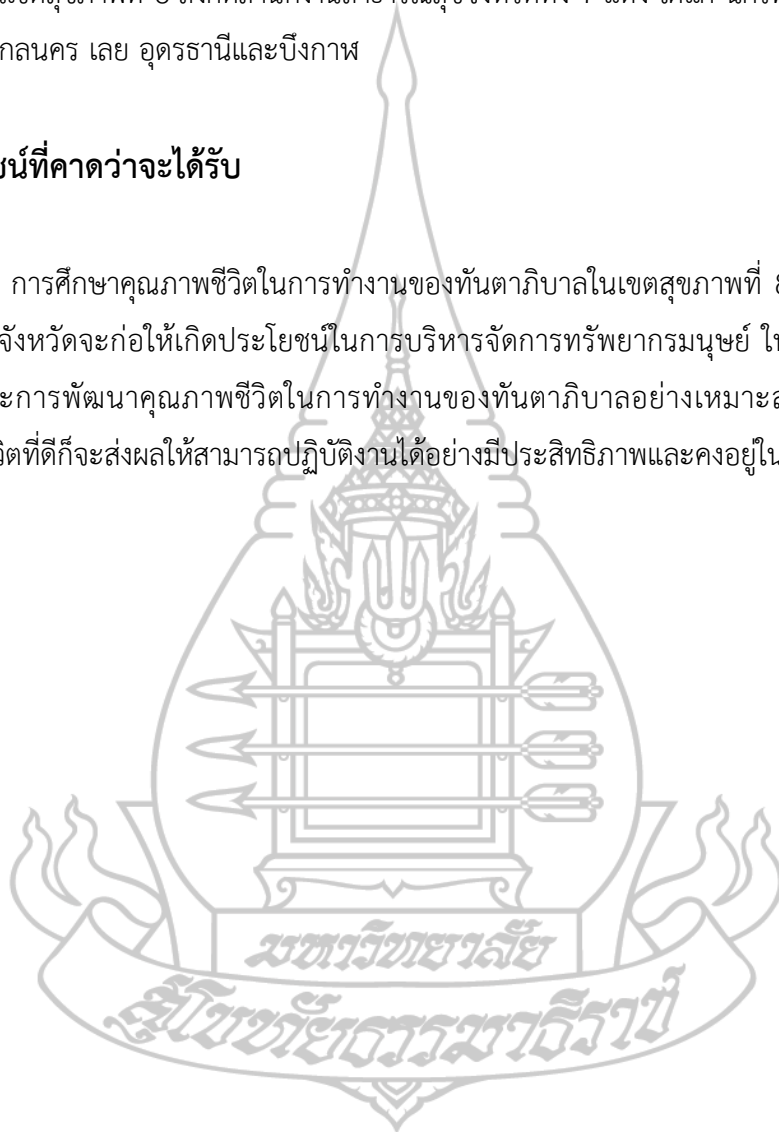 กลนคร เลย อุดรธานีและบึงกาฬ
ชน์ที่คาดว่าจะได้รับ
การศึกษาคุณภาพชีวิตในการทำงานของทันตาภิบาลในเขตสุขภาพที่
จังหวัดจะก่อให้เกิดประโยชน์ในการบริหารจัดการทรัพยากรมนุษย์
ะการพัฒนาคุณภาพชีวิตในการทำงานของทันตาภิบาลอย่างเหมาะส
วิตที่ดีก็จะส่งผลให้สามารถปฏิบัติงานได้อย่างมีประสิทธิภาพและคงอยู่ใน
มหาวิทยาลัย
สุโขทัยธรรมาธิราช